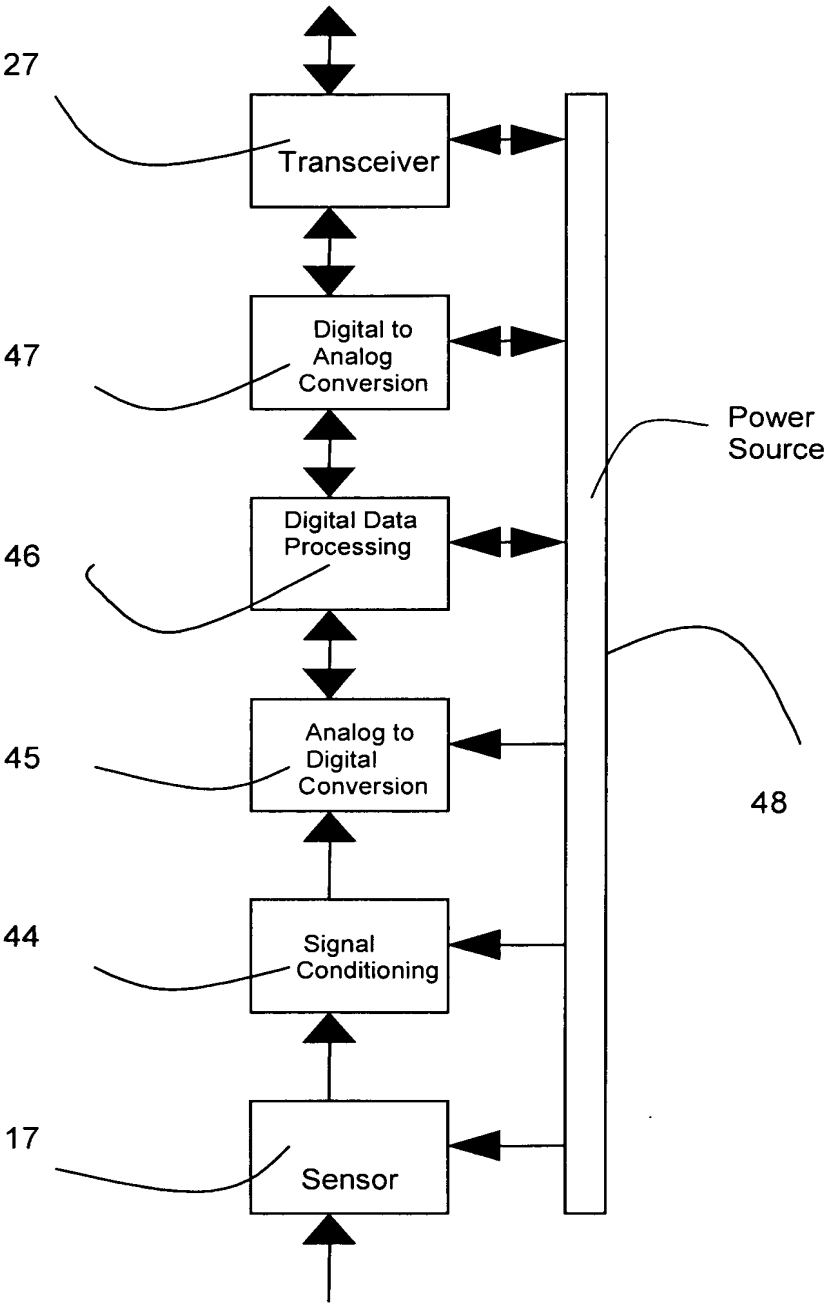 27
Transceiver
47
Digital to
Analog
Conversion
Power
Source
46
Digital Data
Processing
45
Analog to
Digital
Conversion
48
44
Signal
Conditioning
17
Sensor